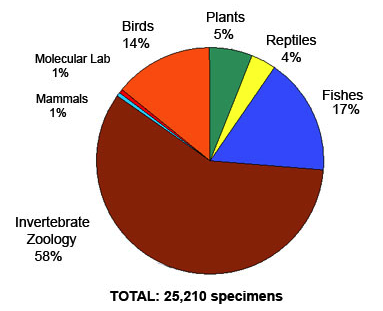 Plants
5%
Birds
14%
Reptiles
4%
Molecular Lab
1%
Mammals
1%
Fishes
17%
Invertebrate
Zoology
58%
TOTAL: 25,210 specimens